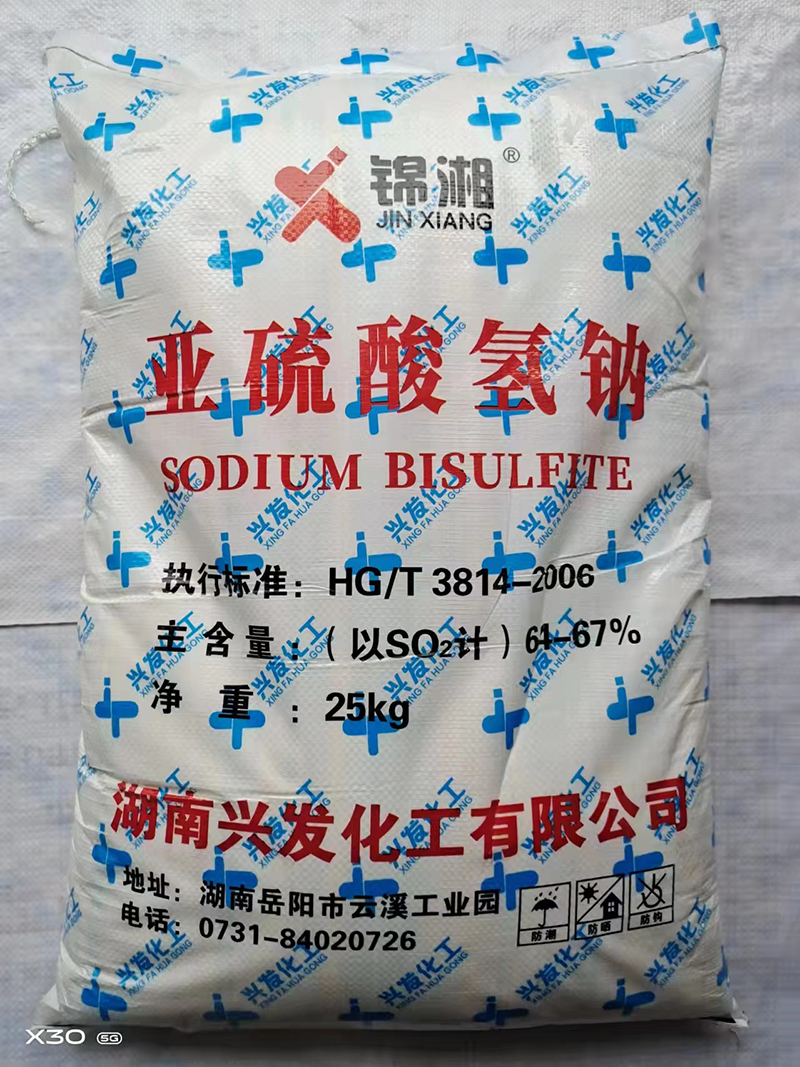 锦湘®
JIN XIANG
亚硫酸氢钠
SODIUM BISULFITE
执行标准：HG/T 3814-2006
主含量：（以SO₂计）64-67%
净重：25kg
湖南兴发化工有限公司
地址：湖南岳阳市云溪工业园
电话：0731-84020726
防潮 防晒 防钩
兴发化工
XING FA HUA GONG
X30 5G